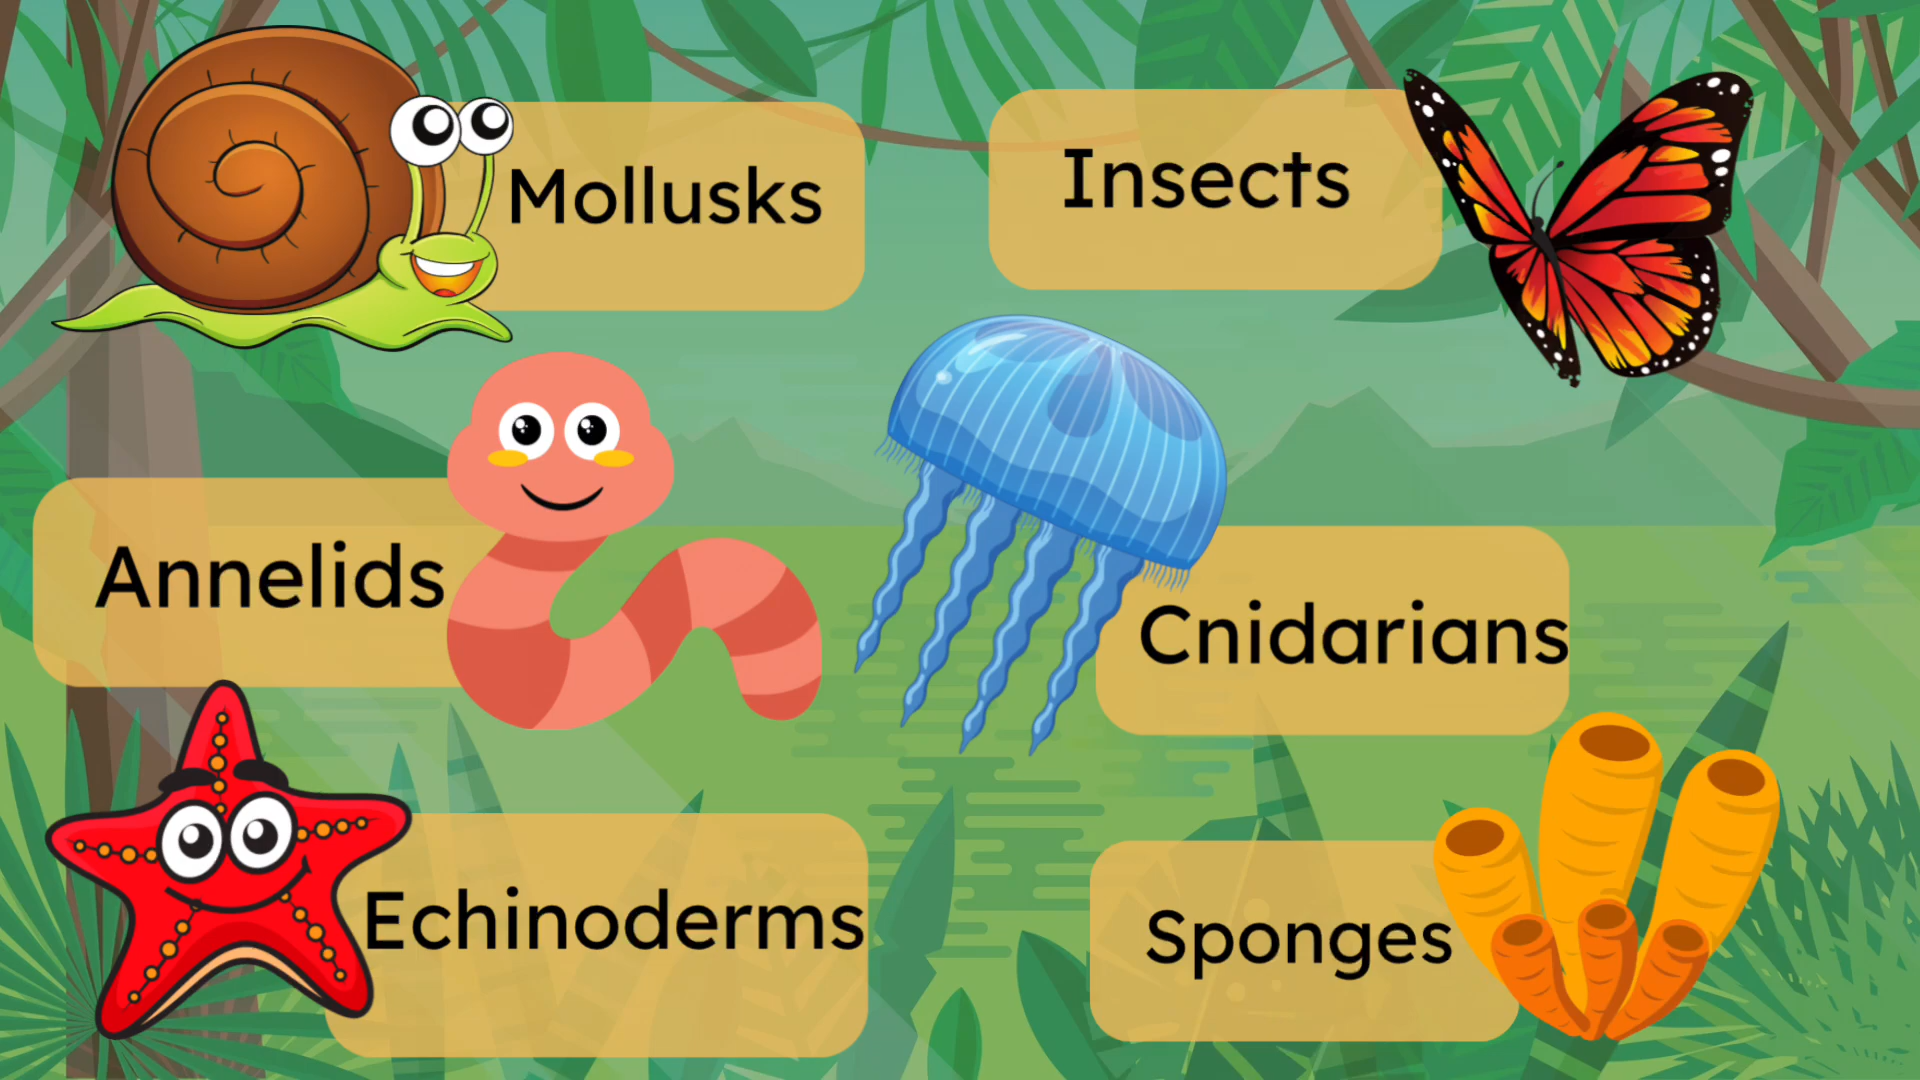 Mollusks
Insects
Annelids
Cnidarians
Echinoderms
Sponges